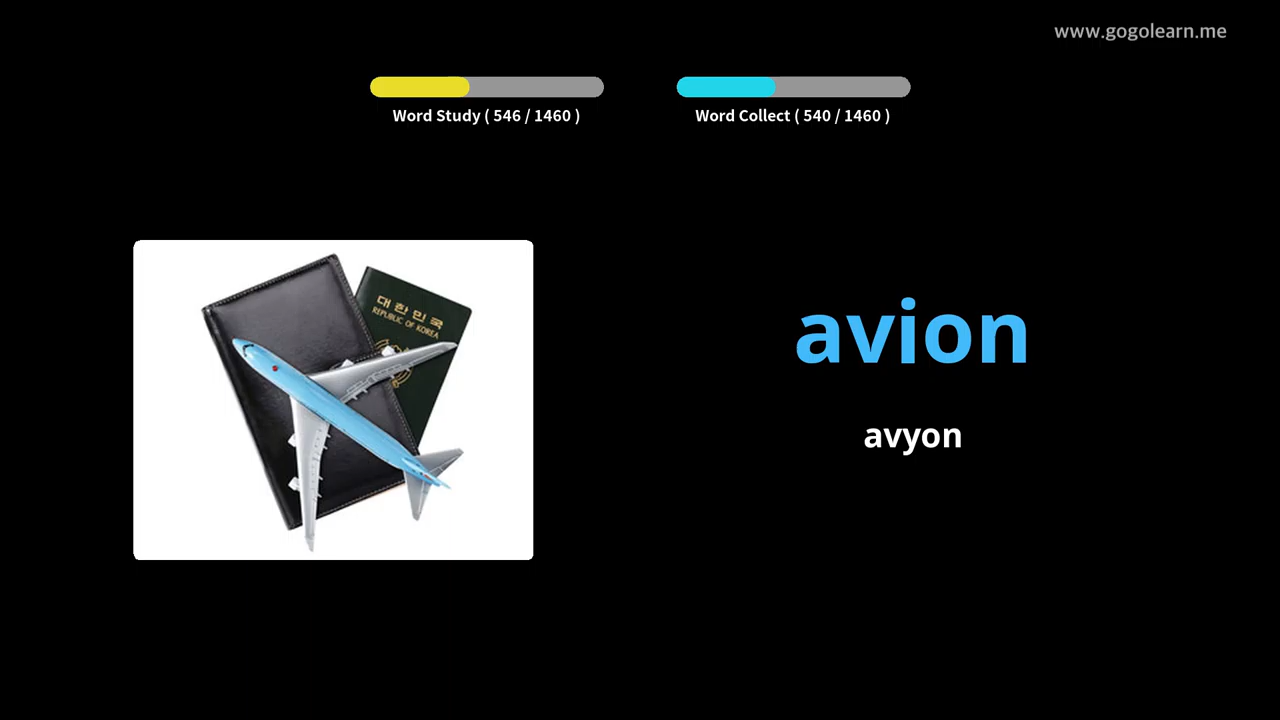 www.gogolearn.me
Word Study ( 546 / 1460 )
Word Collect ( 540 / 1460 )
대한민국
REPUBLIC OF KOREA
avion
avyon